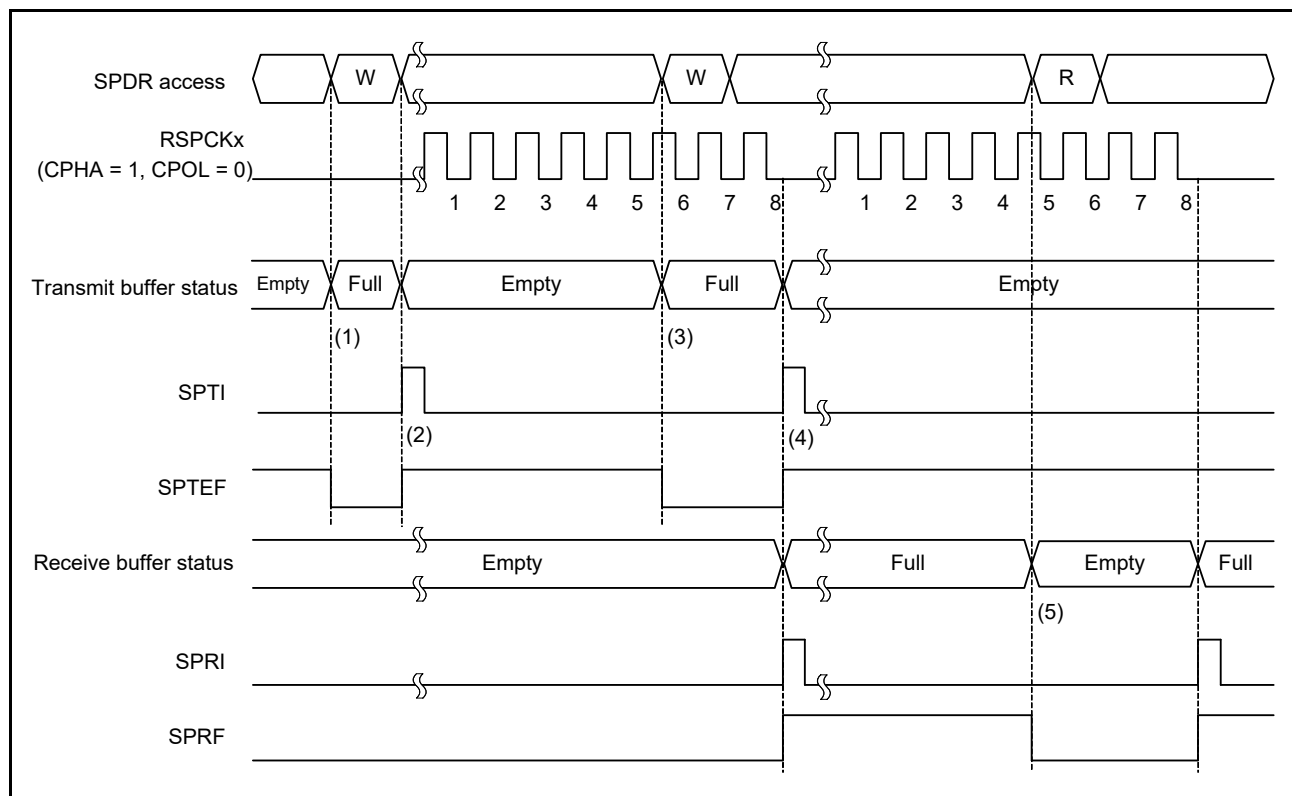 SPDR access W W R
RSPCKx
(CPHA = 1, CPOL = 0)
1 2 3 4 5 6 7 8 1 2 3 4 5 6 7 8
Transmit buffer status Empty Full Empty Full Empty
(1) (3)
SPTI
(2) (4)
SPTEF
Receive buffer status Empty Full Empty Full
(5)
SPRI
SPRF